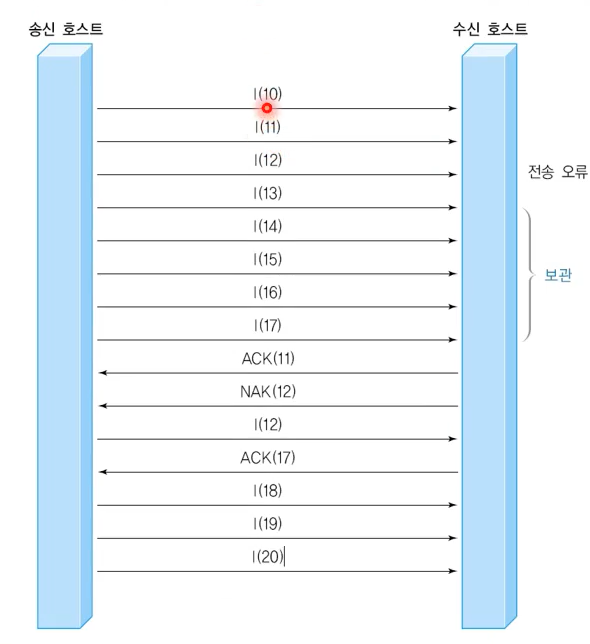 송신 호스트
수신 호스트
I(10)
I(11)
I(12)
전송 오류
I(13)
I(14)
I(15)
보관
I(16)
I(17)
ACK(11)
NAK(12)
I(12)
ACK(17)
I(18)
I(19)
I(20)